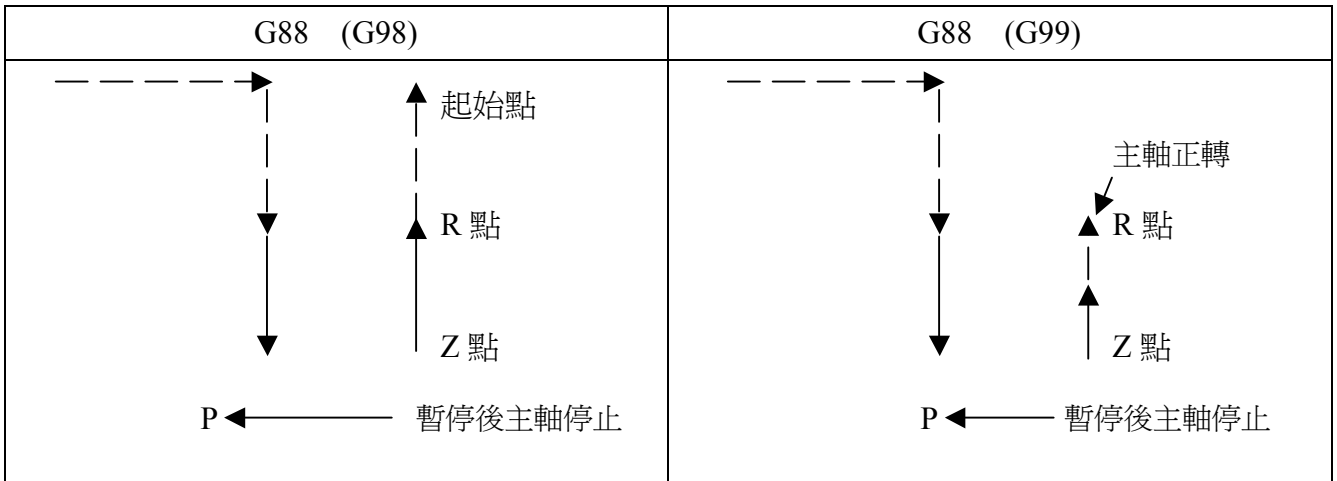 G88 (G98)
G88 (G99)
起始點
R 點
Z 點
P
暫停後主軸停止
主軸正轉
R 點
Z 點
P
暫停後主軸停止